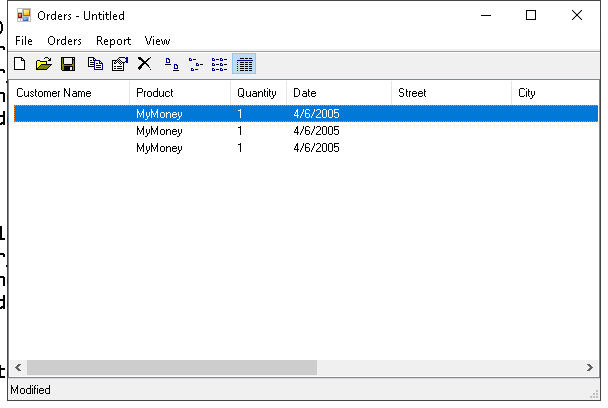 Orders - Untitled
File Orders Report View
Customer Name Product Quantity Date Street City
MyMoney 1 4/6/2005
MyMoney 1 4/6/2005
MyMoney 1 4/6/2005
Modified